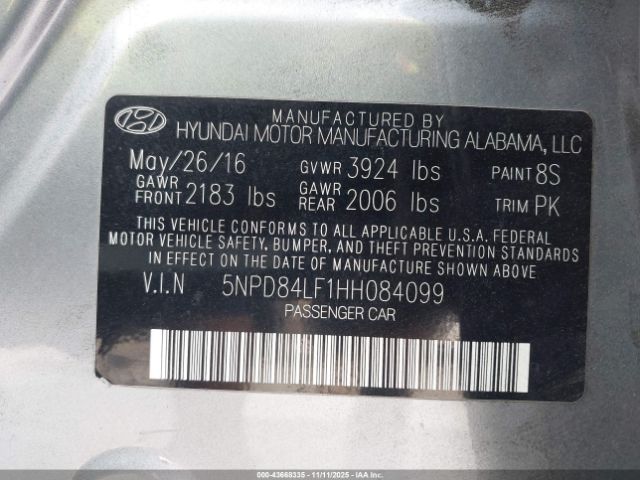 MANUFACTURED BY
HYUNDAI MOTOR MANUFACTURING ALABAMA, LLC
May/26/16 GVWR 3924 lbs PAINT 8S
GAWR FRONT 2183 lbs GAWR REAR 2006 lbs TRIM PK
THIS VEHICLE CONFORMS TO ALL APPLICABLE U.S.A. FEDERAL
MOTOR VEHICLE SAFETY, BUMPER, AND THEFT PREVENTION STANDARDS
IN EFFECT ON THE DATE OF MANUFACTURE SHOWN ABOVE.
V.I.N 5NPD84LF1HH084099
PASSENGER CAR
000-43668335 - 11/11/2025 - IAAI.COM